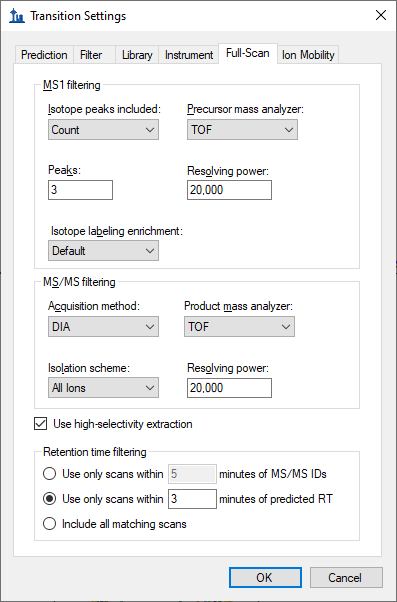 Transition Settings
Prediction Filter Library Instrument Full-Scan Ion Mobility
MS1 filtering
Isotope peaks included: Precursor mass analyzer:
Count TOF
Peaks: Resolving power:
3 20,000
Isotope labeling enrichment:
Default
MS/MS filtering
Acquisition method: Product mass analyzer:
DIA TOF
Isolation scheme: Resolving power:
All Ions 20,000
Use high-selectivity extraction
Retention time filtering
Use only scans within 5 minutes of MS/MS IDs
Use only scans within 3 minutes of predicted RT
Include all matching scans
OK Cancel